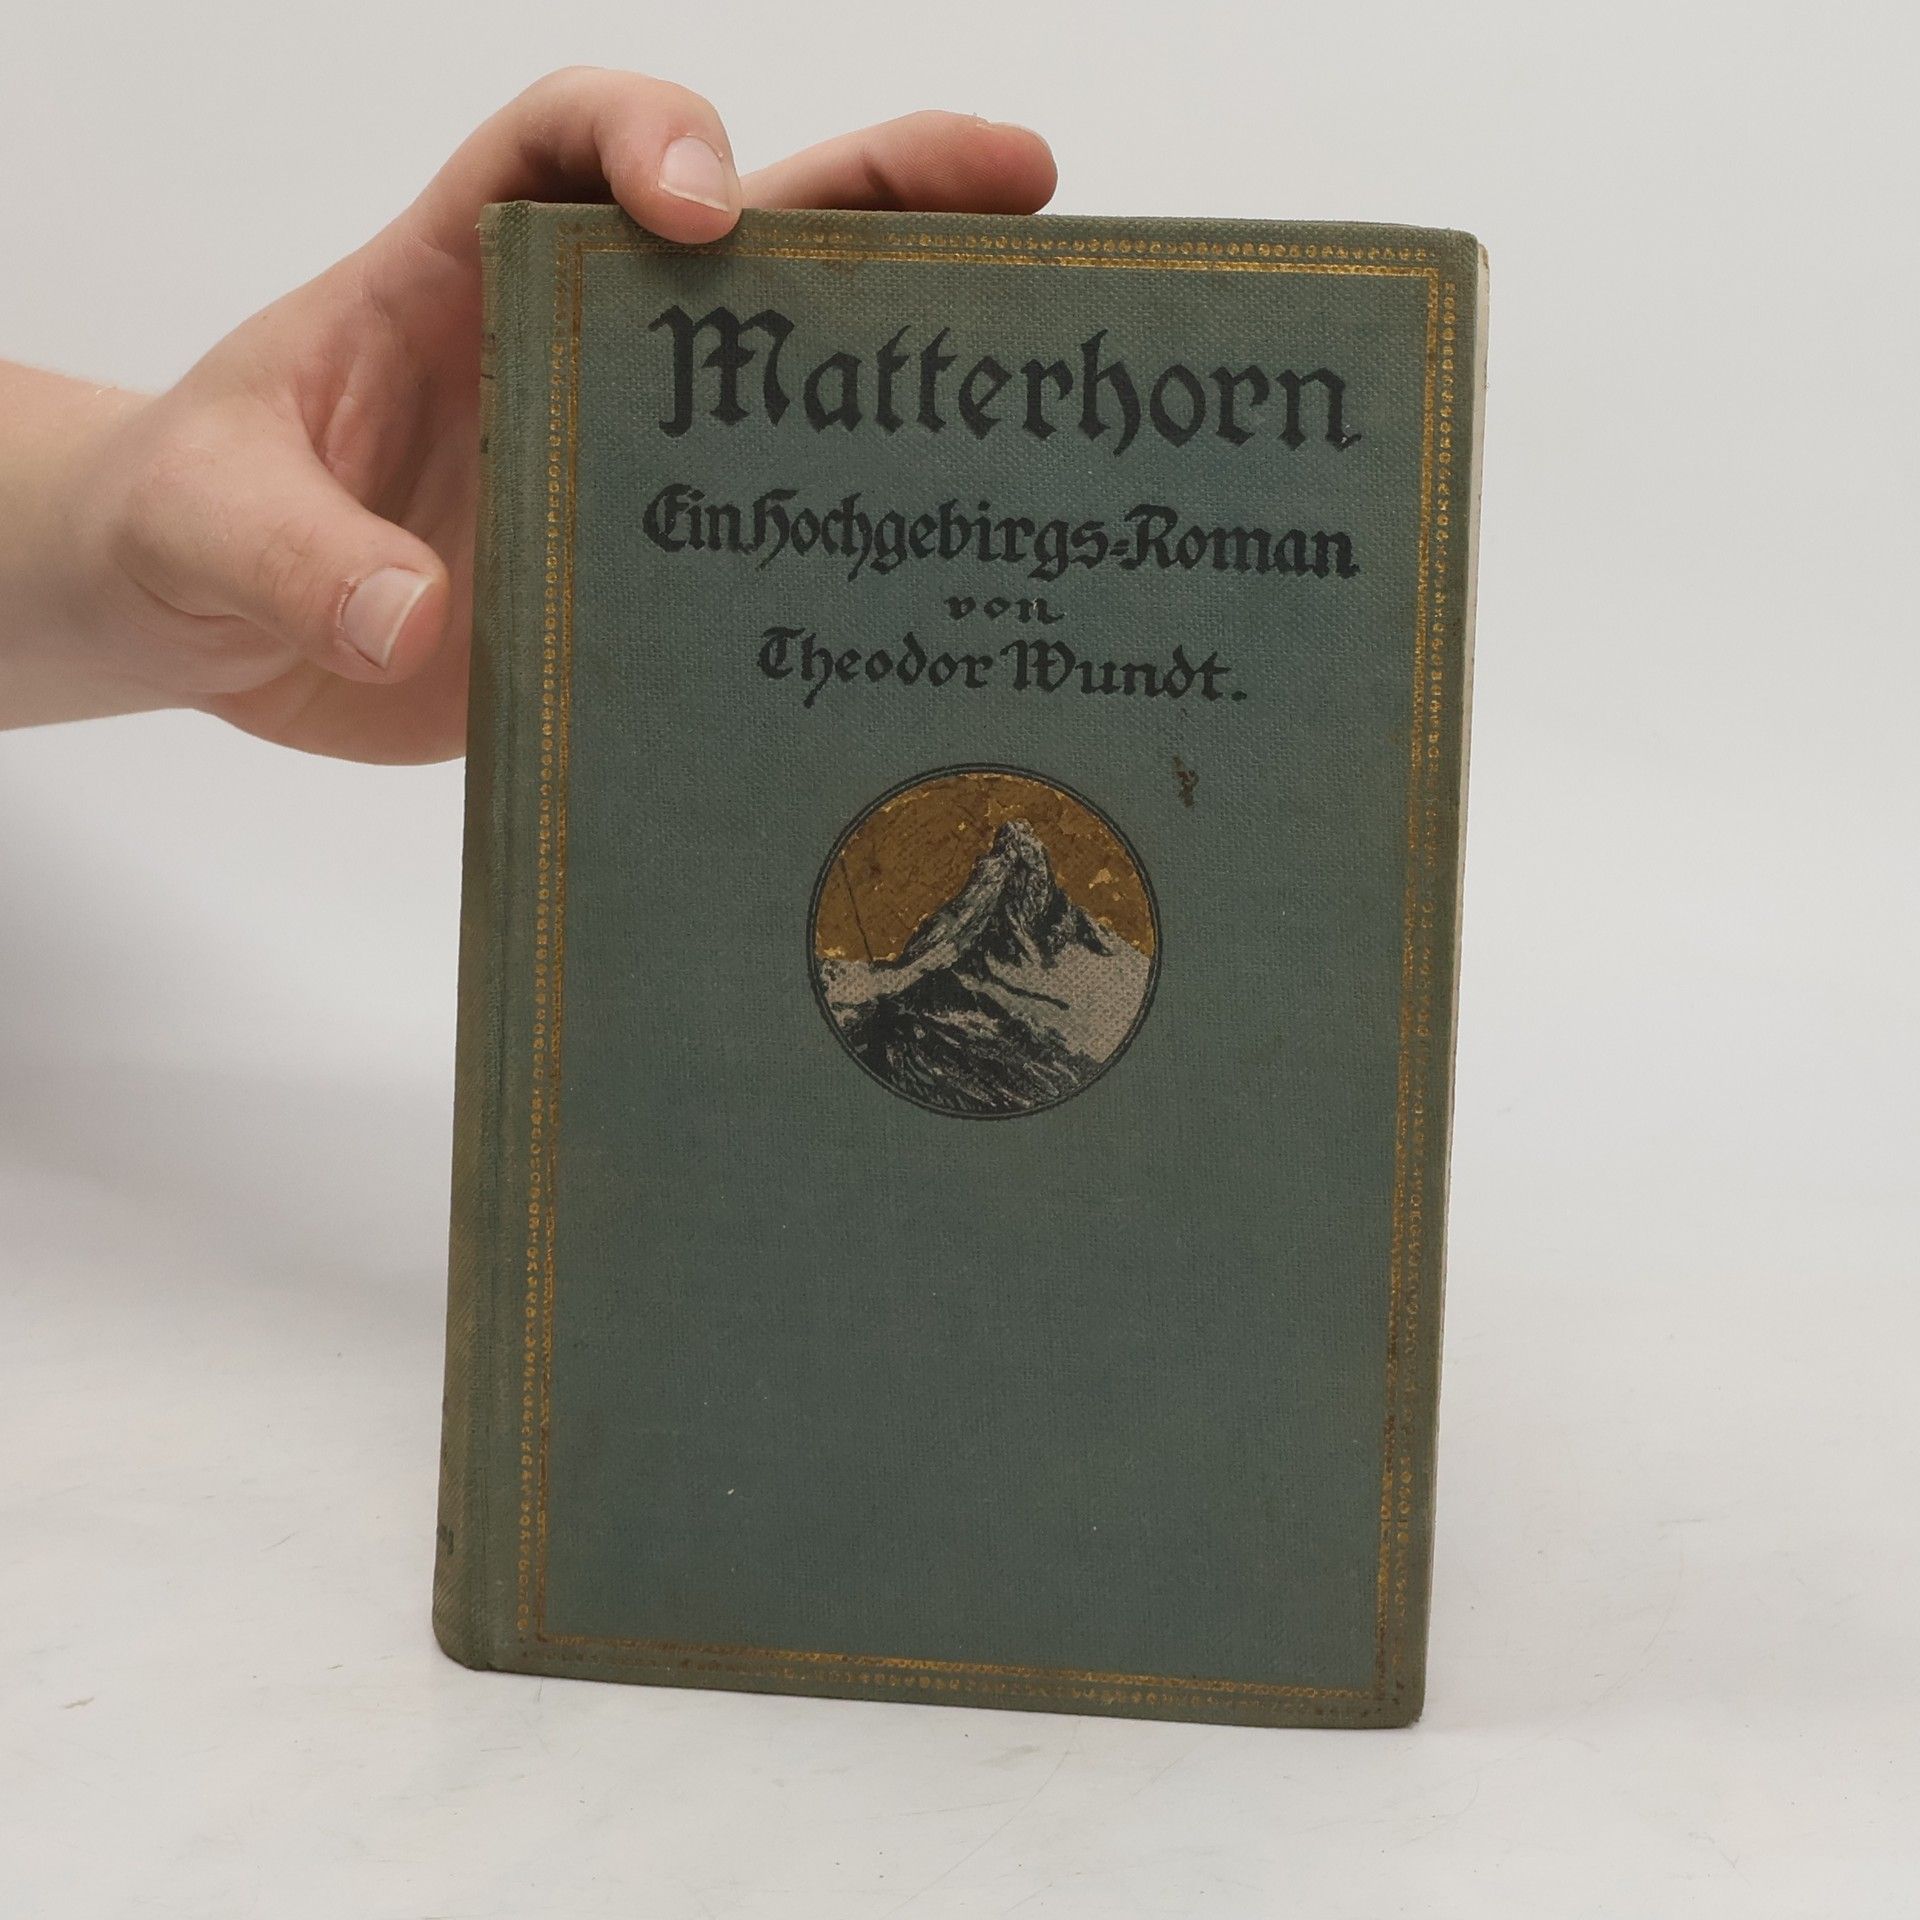 Matterhorn
Ein Hochgebirgs=Roman
von
Theodor Wundt.